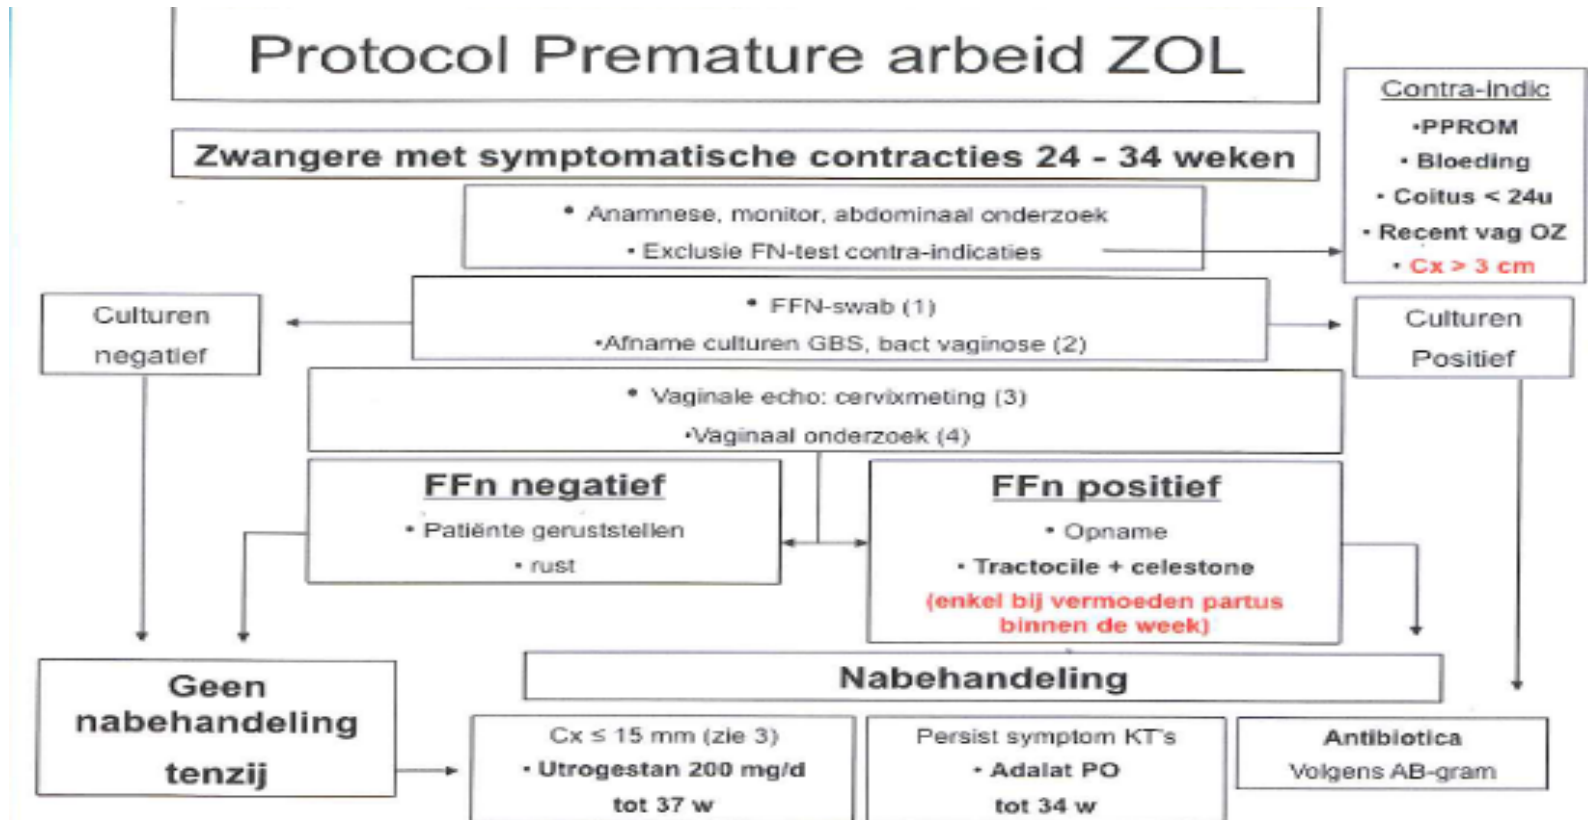 Protocol Premature arbeid ZOL
Contra-indic
•PPROM
• Bloeding
• Coitus < 24u
• Recent vag OZ
• Cx > 3 cm
Zwangere met symptomatische contracties 24 - 34 weken
• Anamnese, monitor, abdominaal onderzoek
• Exclusie FN-test contra-indicaties
Culturen
negatief
• FFN-swab (1)
•Afname culturen GBS, bact vaginose (2)
Culturen
Positief
• Vaginale echo: cervixmeting (3)
•Vaginaal onderzoek (4)
FFn negatief
• Patiënte geruststellen
• rust
FFn positief
• Opname
• Tractocile + celestone
(enkel bij vermoeden partus
binnen de week)
Geen
nabehandeling
tenzij
Nabehandeling
Cx ≤ 15 mm (zie 3)
• Utrogestan 200 mg/d
tot 37 w
Persist symptom KT's
• Adalat PO
tot 34 w
Antibiotica
Volgens AB-gram